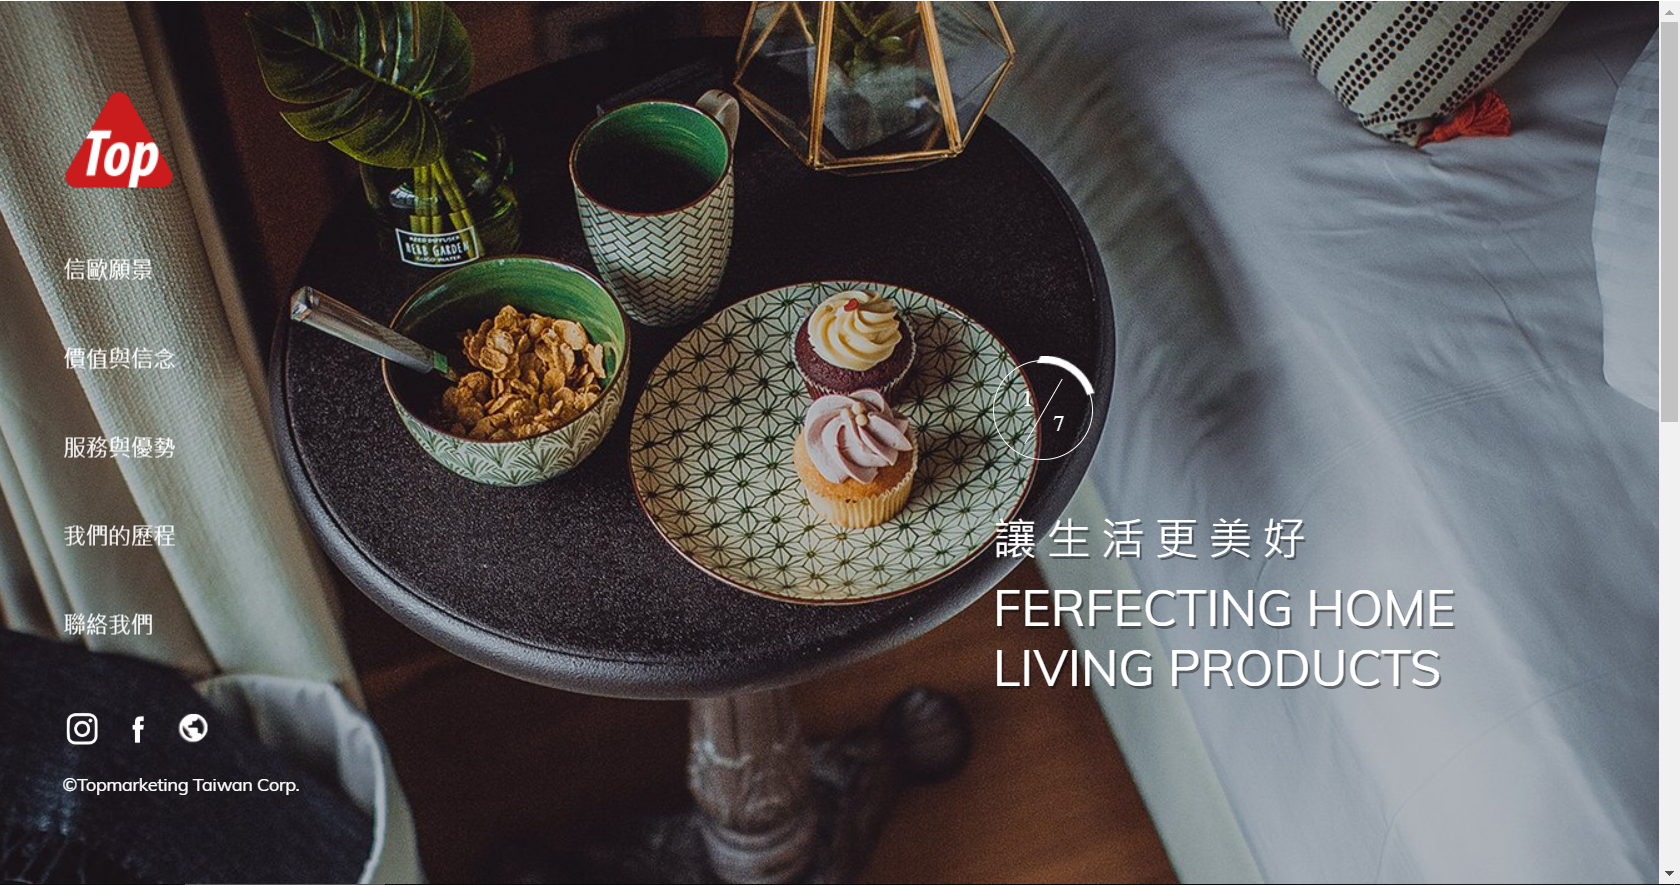 Top
信歐願景
價值與信念
服務與優勢
我們的歷程
聯絡我們
©Topmarketing Taiwan Corp.
HERB GARDEN
1
7
讓生活更美好
FERFECTING HOME
LIVING PRODUCTS